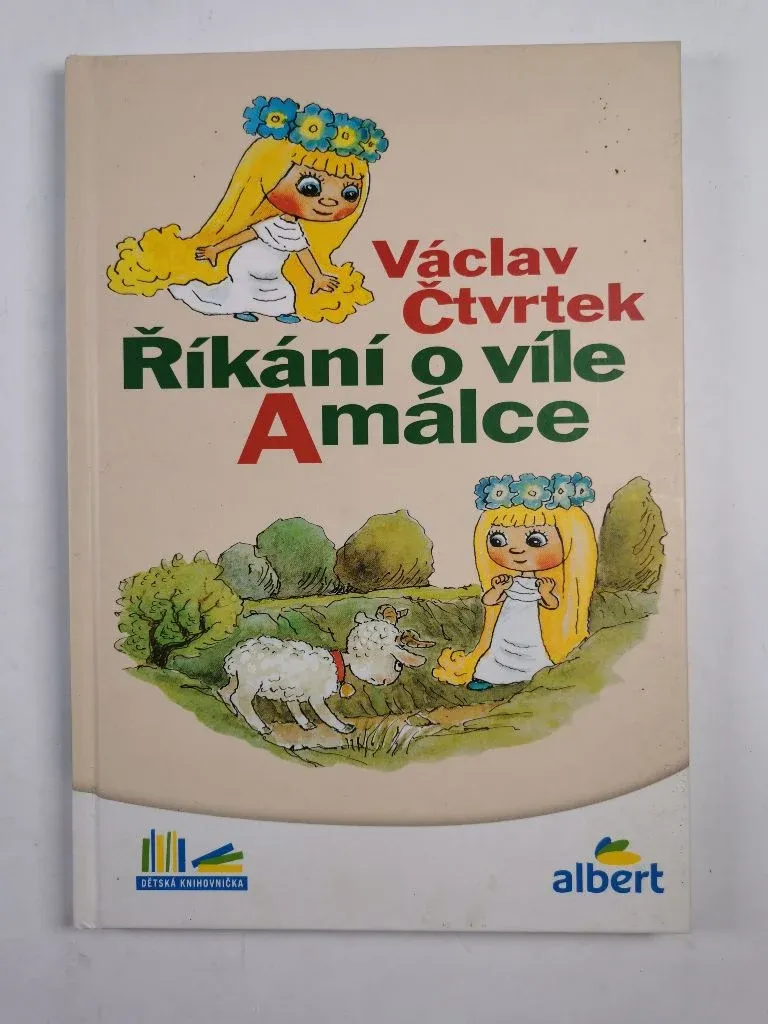 Václav
Čtvrtek
Říkání o víle
Amálce
DĚTSKÁ KNIHOVNIČKA
albert